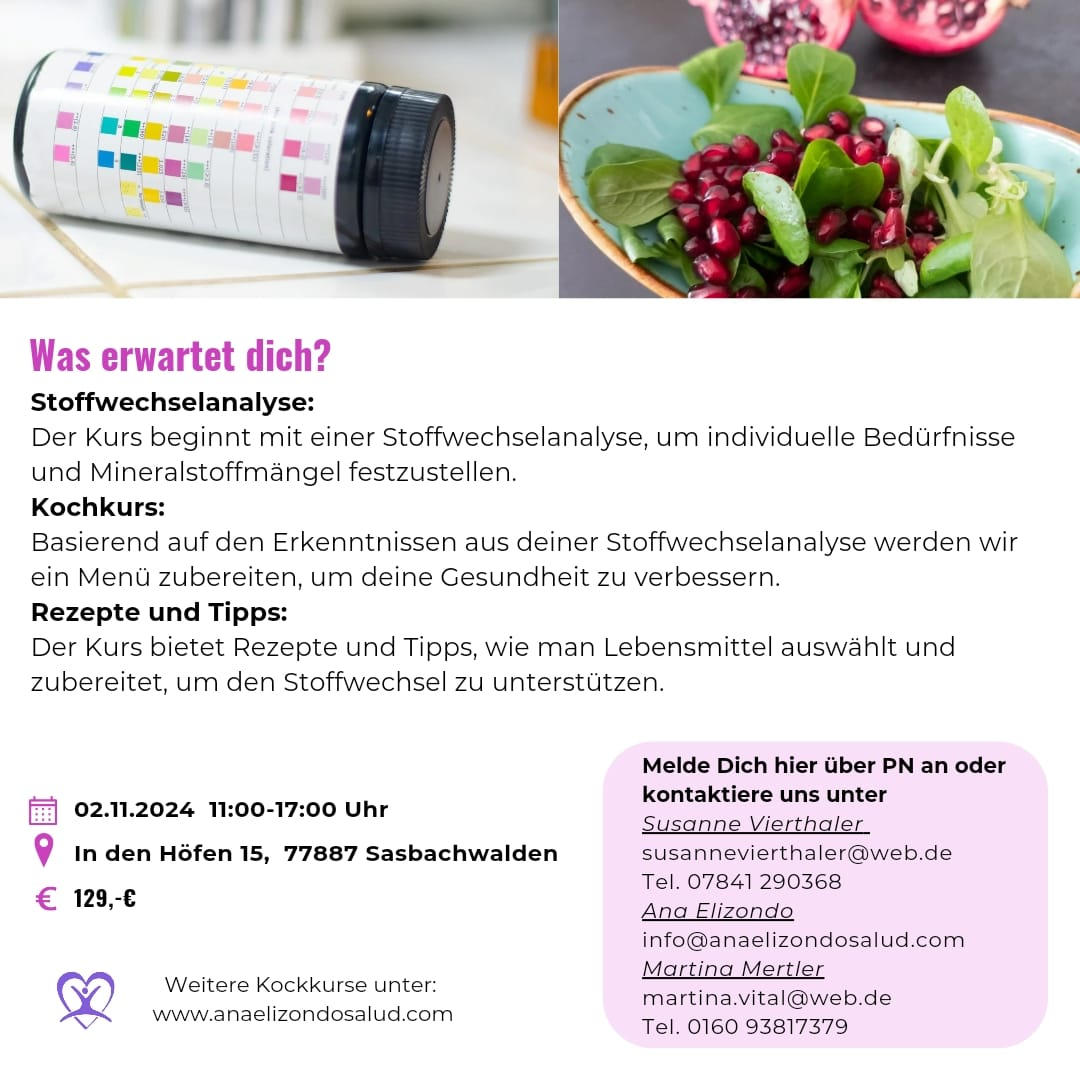 Was erwartet dich?
Stoffwechselanalyse:
Der Kurs beginnt mit einer Stoffwechselanalyse, um individuelle Bedürfnisse
und Mineralstoffmängel festzustellen.
Kochkurs:
Basierend auf den Erkenntnissen aus deiner Stoffwechselanalyse werden wir
ein Menü zubereiten, um deine Gesundheit zu verbessern.
Rezepte und Tipps:
Der Kurs bietet Rezepte und Tipps, wie man Lebensmittel auswählt und
zubereitet, um den Stoffwechsel zu unterstützen.
02.11.2024 11:00-17:00 Uhr
In den Höfen 15, 77887 Sasbachwalden
€ 129,-€
Weitere Kockkurse unter:
www.anaelizondosalud.com
Melde Dich hier über PN an oder
kontaktiere uns unter
Susanne Vierthaler
susannevierthaler@web.de
Tel. 07841 290368
Ana Elizondo
info@anaelizondosalud.com
Martina Mertler
martina.vital@web.de
Tel. 0160 93817379